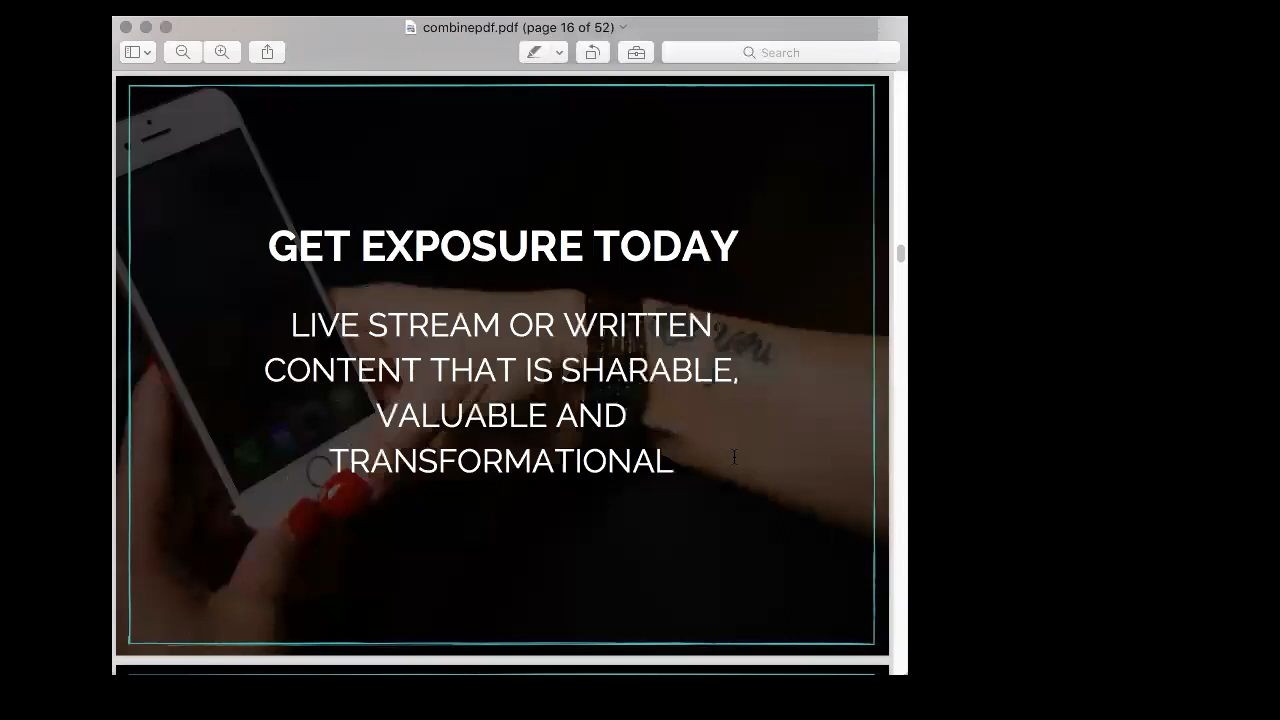 combinepdf.pdf (page 16 of 52)
Search
GET EXPOSURE TODAY
LIVE STREAM OR WRITTEN
CONTENT THAT IS SHARABLE,
VALUABLE AND
TRANSFORMATIONAL